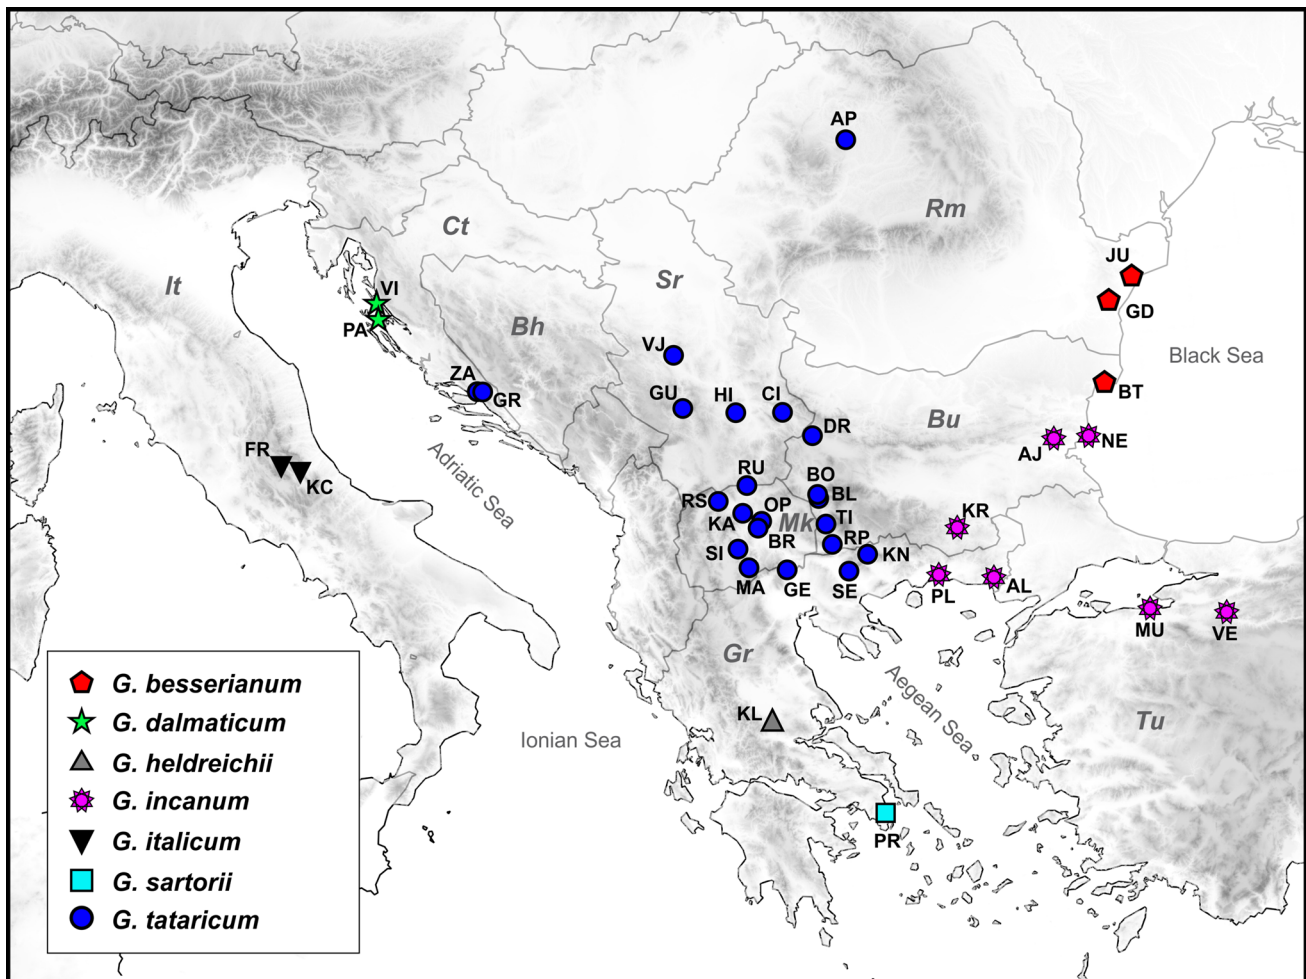 AP
Rm
Ct
JU
It
Sr
VI
GD
PA
Bh
Black Sea
VJ
ZA
GR
GU
HI
CI
BT
Bu
DR
AJ
NE
FR
KC
Adriatic Sea
RU
BO
BL
RS
OP
KA
Mk
TI
KR
BR
RP
SI
KN
MA
GE
SE
PL
AL
MU
VE
Gr
Aegean Sea
KL
Tu
Ionian Sea
PR
G. besserianum
G. dalmaticum
G. heldreichii
G. incanum
G. italicum
G. sartorii
G. tataricum